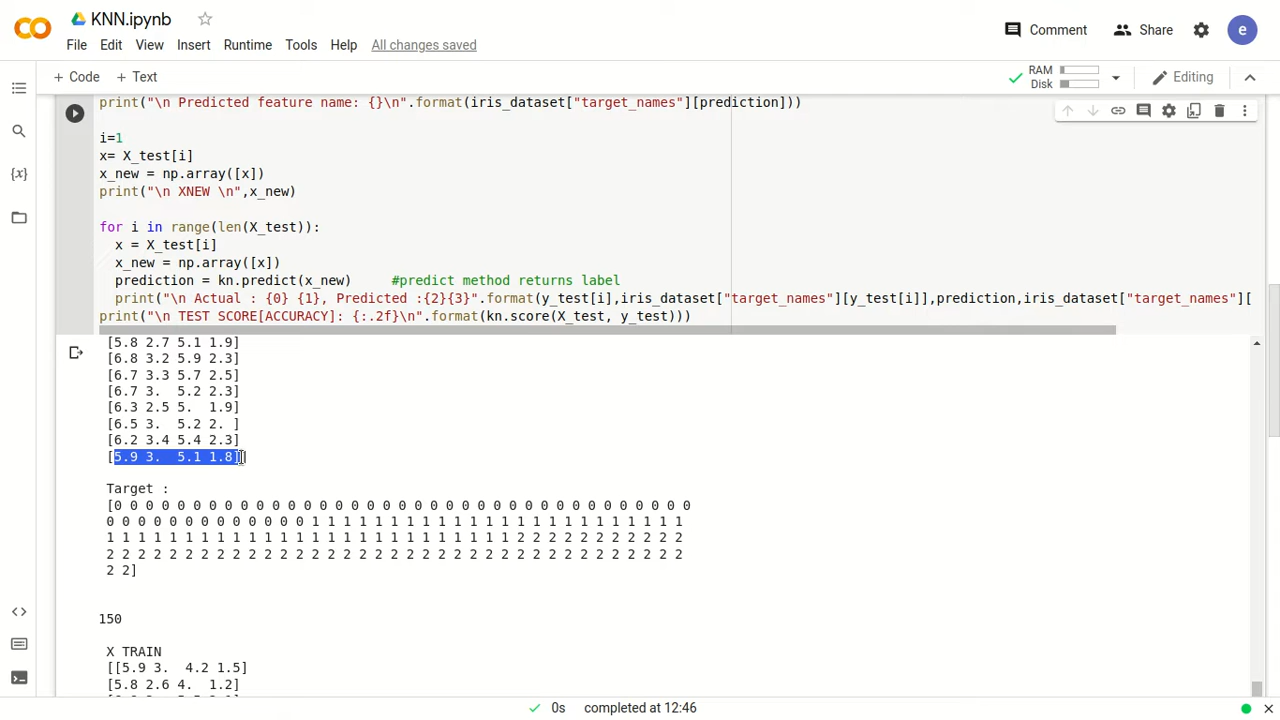 KNN.ipynb
File Edit View Insert Runtime Tools Help All changes saved
Comment Share e
+ Code + Text
RAM
Disk
Editing
print("\n Predicted feature name: {}\n".format(iris_dataset["target_names"][prediction]))
i=1
x= X_test[i]
x_new = np.array([x])
print("\n XNEW \n",x_new)
for i in range(len(X_test)):
x = X_test[i]
x_new = np.array([x])
prediction = kn.predict(x_new) #predict method returns label
print("\n Actual : {0} {1}, Predicted :{2}{3}".format(y_test[i],iris_dataset["target_names"][y_test[i]],prediction,iris_dataset["target_names"][
print("\n TEST SCORE[ACCURACY]: {:.2f}\n".format(kn.score(X_test, y_test)))
[5.8 2.7 5.1 1.9]
[6.8 3.2 5.9 2.3]
[6.7 3.3 5.7 2.5]
[6.7 3. 5.2 2.3]
[6.3 2.5 5. 1.9]
[6.5 3. 5.2 2. ]
[6.2 3.4 5.4 2.3]
[5.9 3. 5.1 1.8]]
Target :
[0 0 0 0 0 0 0 0 0 0 0 0 0 0 0 0 0 0 0 0 0 0 0 0 0 0 0 0 0 0 0 0 0 0 0 0 0
0 0 0 0 0 0 0 0 0 0 0 0 0 1 1 1 1 1 1 1 1 1 1 1 1 1 1 1 1 1 1 1 1 1 1 1 1
1 1 1 1 1 1 1 1 1 1 1 1 1 1 1 1 1 1 1 1 1 1 1 1 1 1 2 2 2 2 2 2 2 2 2 2 2
2 2 2 2 2 2 2 2 2 2 2 2 2 2 2 2 2 2 2 2 2 2 2 2 2 2 2 2 2 2 2 2 2 2 2 2 2
2 2]
150
X TRAIN
[[5.9 3. 4.2 1.5]
[5.8 2.6 4. 1.2]
0s completed at 12:46